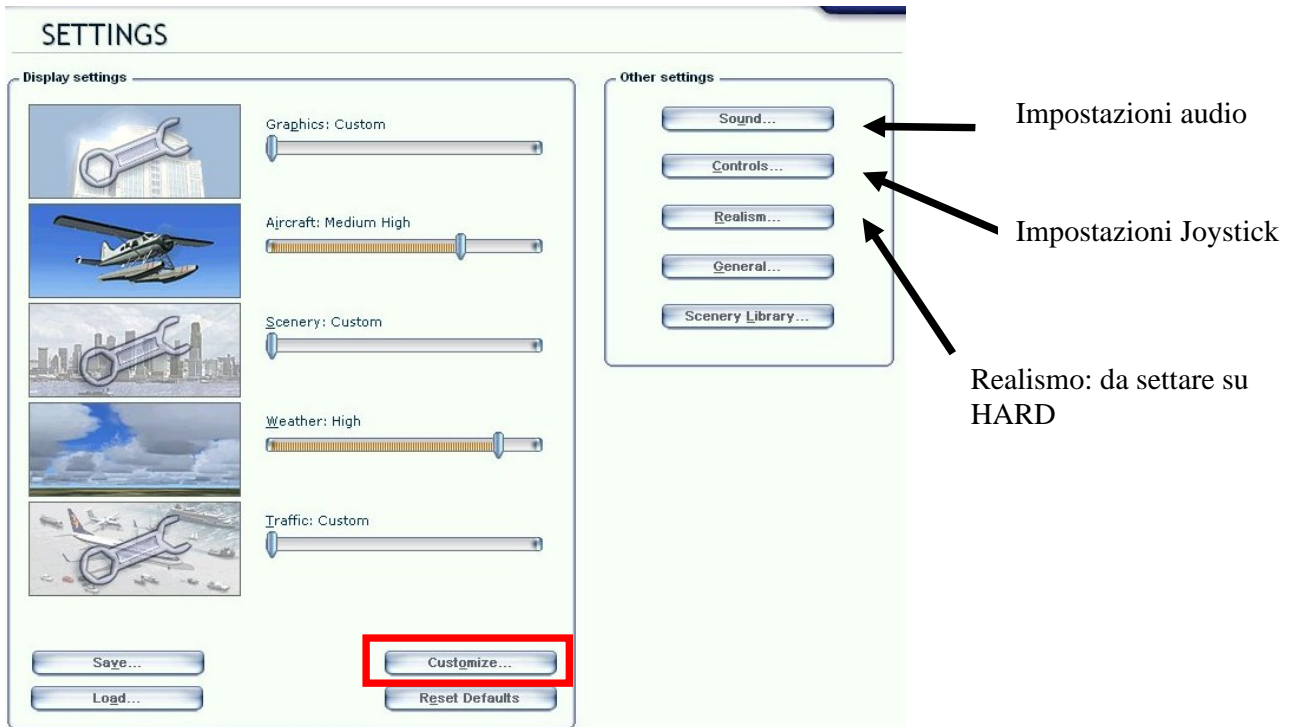 SETTINGS
Display settings
Graphics: Custom
Aircraft: Medium High
Scenery: Custom
Weather: High
Traffic: Custom
Save...
Customize...
Load...
Reset Defaults
Other settings
Sound...
Controls...
Realism...
General...
Scenery Library...
Impostazioni audio
Impostazioni Joystick
Realismo: da settare su
HARD